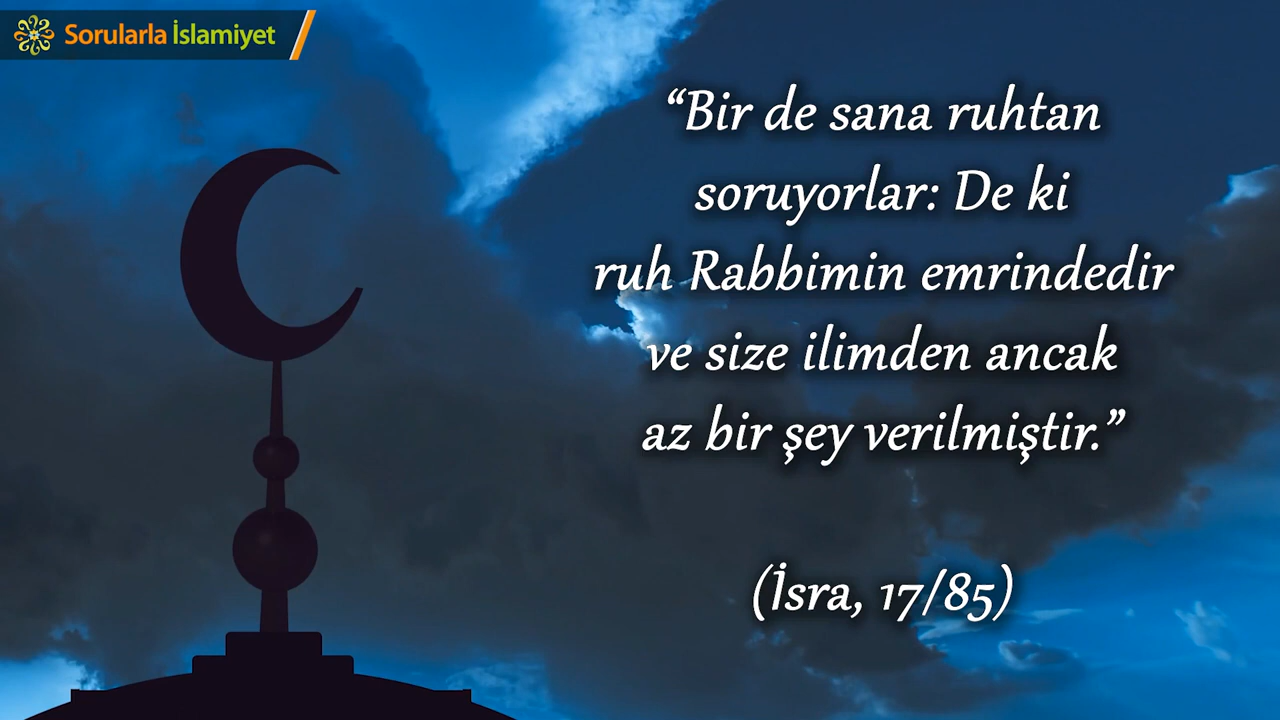 Sorularla İslamiyet
“Bir de sana ruhtan
soruyorlar: De ki
ruh Rabbimin emrindedir
ve size ilimden ancak
az bir şey verilmiştir.”
(İsra, 17/85)